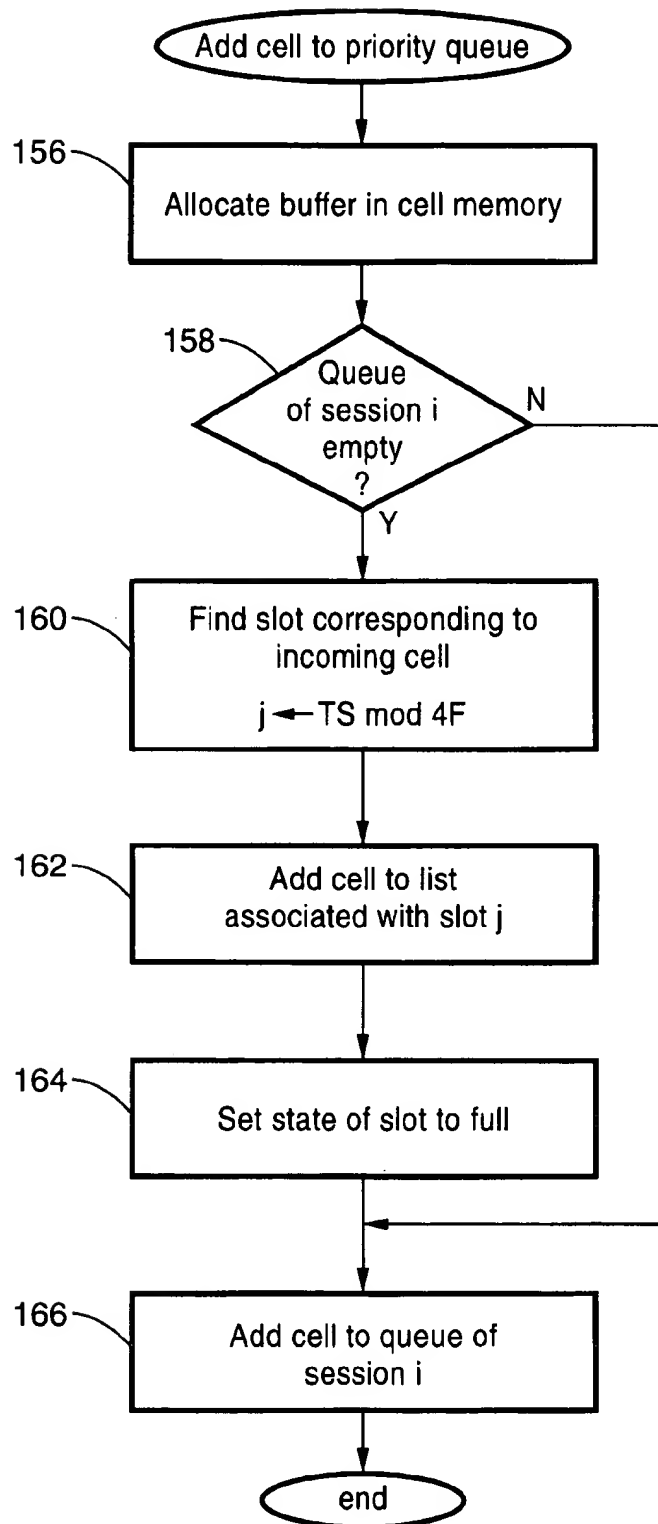 Add cell to priority queue
156
Allocate buffer in cell memory
158
Queue
of session i
empty
?
N
Y
160
Find slot corresponding to
incoming cell
j ← TS mod 4F
162
Add cell to list
associated with slot j
164
Set state of slot to full
166
Add cell to queue of
session i
end